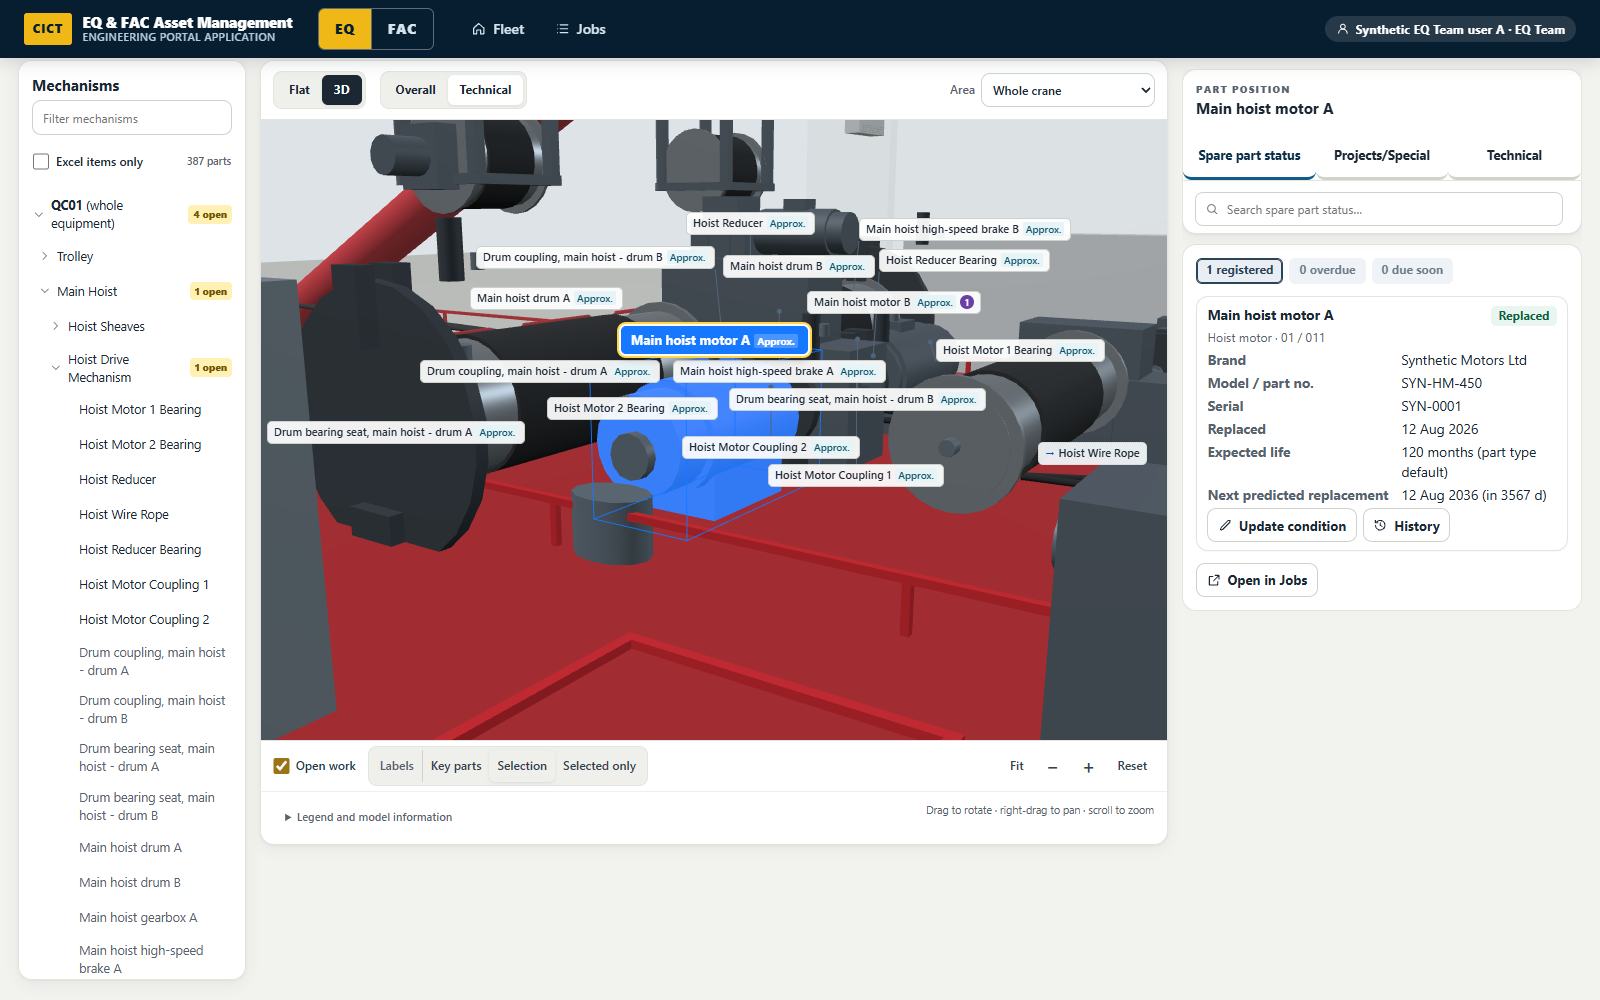 CICT
EQ & FAC Asset Management
ENGINEERING PORTAL APPLICATION
EQ
FAC
Fleet
Jobs
Synthetic EQ Team user A · EQ Team
Mechanisms
Filter mechanisms
Excel items only
387 parts
QC01 (whole
equipment)
4 open
Trolley
Main Hoist
1 open
Hoist Sheaves
Hoist Drive
Mechanism
1 open
Hoist Motor 1 Bearing
Hoist Motor 2 Bearing
Hoist Reducer
Hoist Wire Rope
Hoist Reducer Bearing
Hoist Motor Coupling 1
Hoist Motor Coupling 2
Drum coupling, main hoist
- drum A
Drum coupling, main hoist
- drum B
Drum bearing seat, main
hoist - drum A
Drum bearing seat, main
hoist - drum B
Main hoist drum A
Main hoist drum B
Main hoist gearbox A
Main hoist high-speed
brake A
Flat
3D
Overall
Technical
Area
Whole crane
Hoist Reducer Approx.
Main hoist high-speed brake B Approx.
Drum coupling, main hoist - drum B Approx.
Main hoist drum B Approx.
Hoist Reducer Bearing Approx.
Main hoist drum A Approx.
Main hoist motor B Approx. 1
Main hoist motor A Approx.
Hoist Motor 1 Bearing Approx.
Drum coupling, main hoist - drum A Approx.
Main hoist high-speed brake A Approx.
Drum bearing seat, main hoist - drum B Approx.
Hoist Motor 2 Bearing Approx.
Drum bearing seat, main hoist - drum A Approx.
Hoist Motor Coupling 2 Approx.
→ Hoist Wire Rope
Hoist Motor Coupling 1 Approx.
Open work
Labels
Key parts
Selection
Selected only
Fit
−
+
Reset
Legend and model information
Drag to rotate · right-drag to pan · scroll to zoom
PART POSITION
Main hoist motor A
Spare part status
Projects/Special
Technical
Search spare part status...
1 registered
0 overdue
0 due soon
Main hoist motor A
Replaced
Hoist motor · 01 / 011
Brand Synthetic Motors Ltd
Model / part no. SYN-HM-450
Serial SYN-0001
Replaced 12 Aug 2026
Expected life 120 months (part type
default)
Next predicted replacement 12 Aug 2036 (in 3567 d)
Update condition
History
Open in Jobs